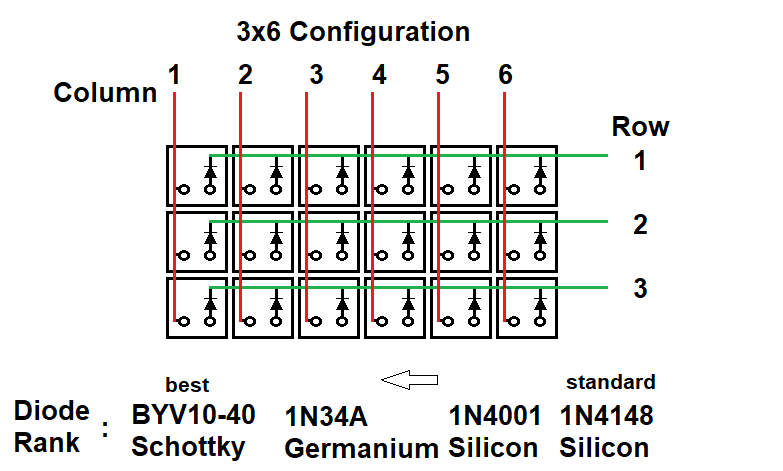 3x6 Configuration
1 2 3 4 5 6
Column
Row
1
2
3
best standard
Diode Rank : BYV10-40 Schottky 1N34A Germanium 1N4001 Silicon 1N4148 Silicon